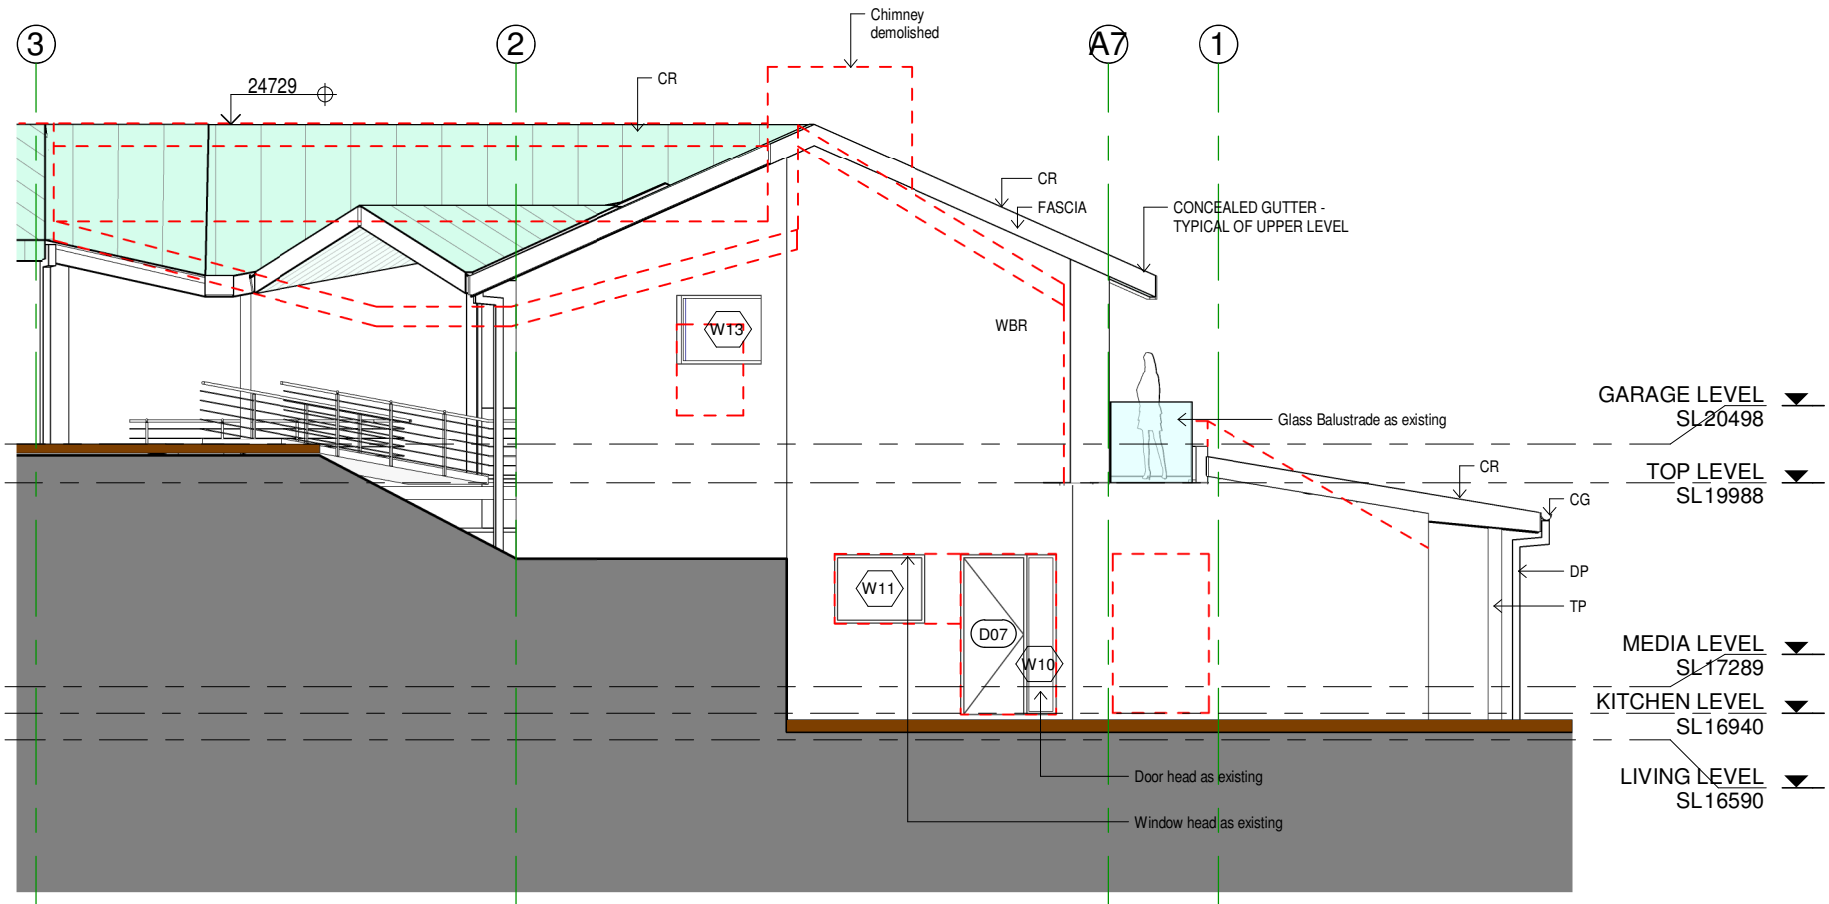 3
2
A7
1
Chimney
demolished
24729
CR
CR
FASCIA
CONCEALED GUTTER -
TYPICAL OF UPPER LEVEL
W13
WBR
GARAGE LEVEL
SL20498
Glass Balustrade as existing
TOP LEVEL
SL19988
CR
CG
W11
DP
TP
D07
W10
MEDIA LEVEL
SL17289
KITCHEN LEVEL
SL16940
LIVING LEVEL
SL16590
Door head as existing
Window head as existing